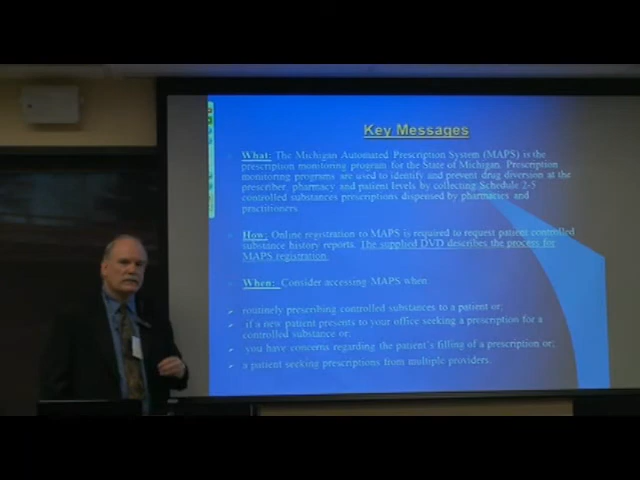 Key Messages
What: The Michigan Automated Prescription System (MAPS) is the
prescription monitoring program for the State of Michigan. Prescription
monitoring programs are used to identify and prevent drug diversion at the
prescriber, pharmacy and patient levels by collecting Schedule 2-5
controlled substances prescriptions dispensed by pharmacies and
practitioners.
How: Online registration to MAPS is required to request patient controlled
substance history reports. The supplied DVD describes the process for
MAPS registration.
When: Consider accessing MAPS when
routinely prescribing controlled substances to a patient or;
if a new patient presents to your office seeking a prescription for a
controlled substance or;
you have concerns regarding the patient's filling of a prescription or;
a patient seeking prescriptions from multiple providers.